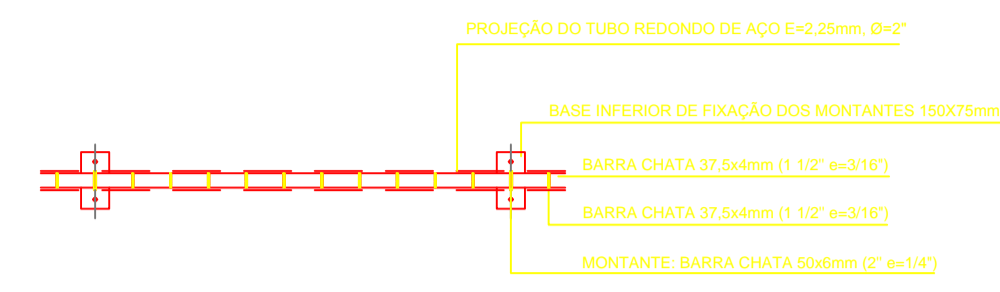 PROJEÇÃO DO TUBO REDONDO DE AÇO E=2,25mm, Ø=2"
BASE INFERIOR DE FIXAÇÃO DOS MONTANTES 150X75mm
BARRA CHATA 37,5x4mm (1 1/2" e=3/16")
BARRA CHATA 37,5x4mm (1 1/2" e=3/16")
MONTANTE: BARRA CHATA 50x6mm (2" e=1/4")